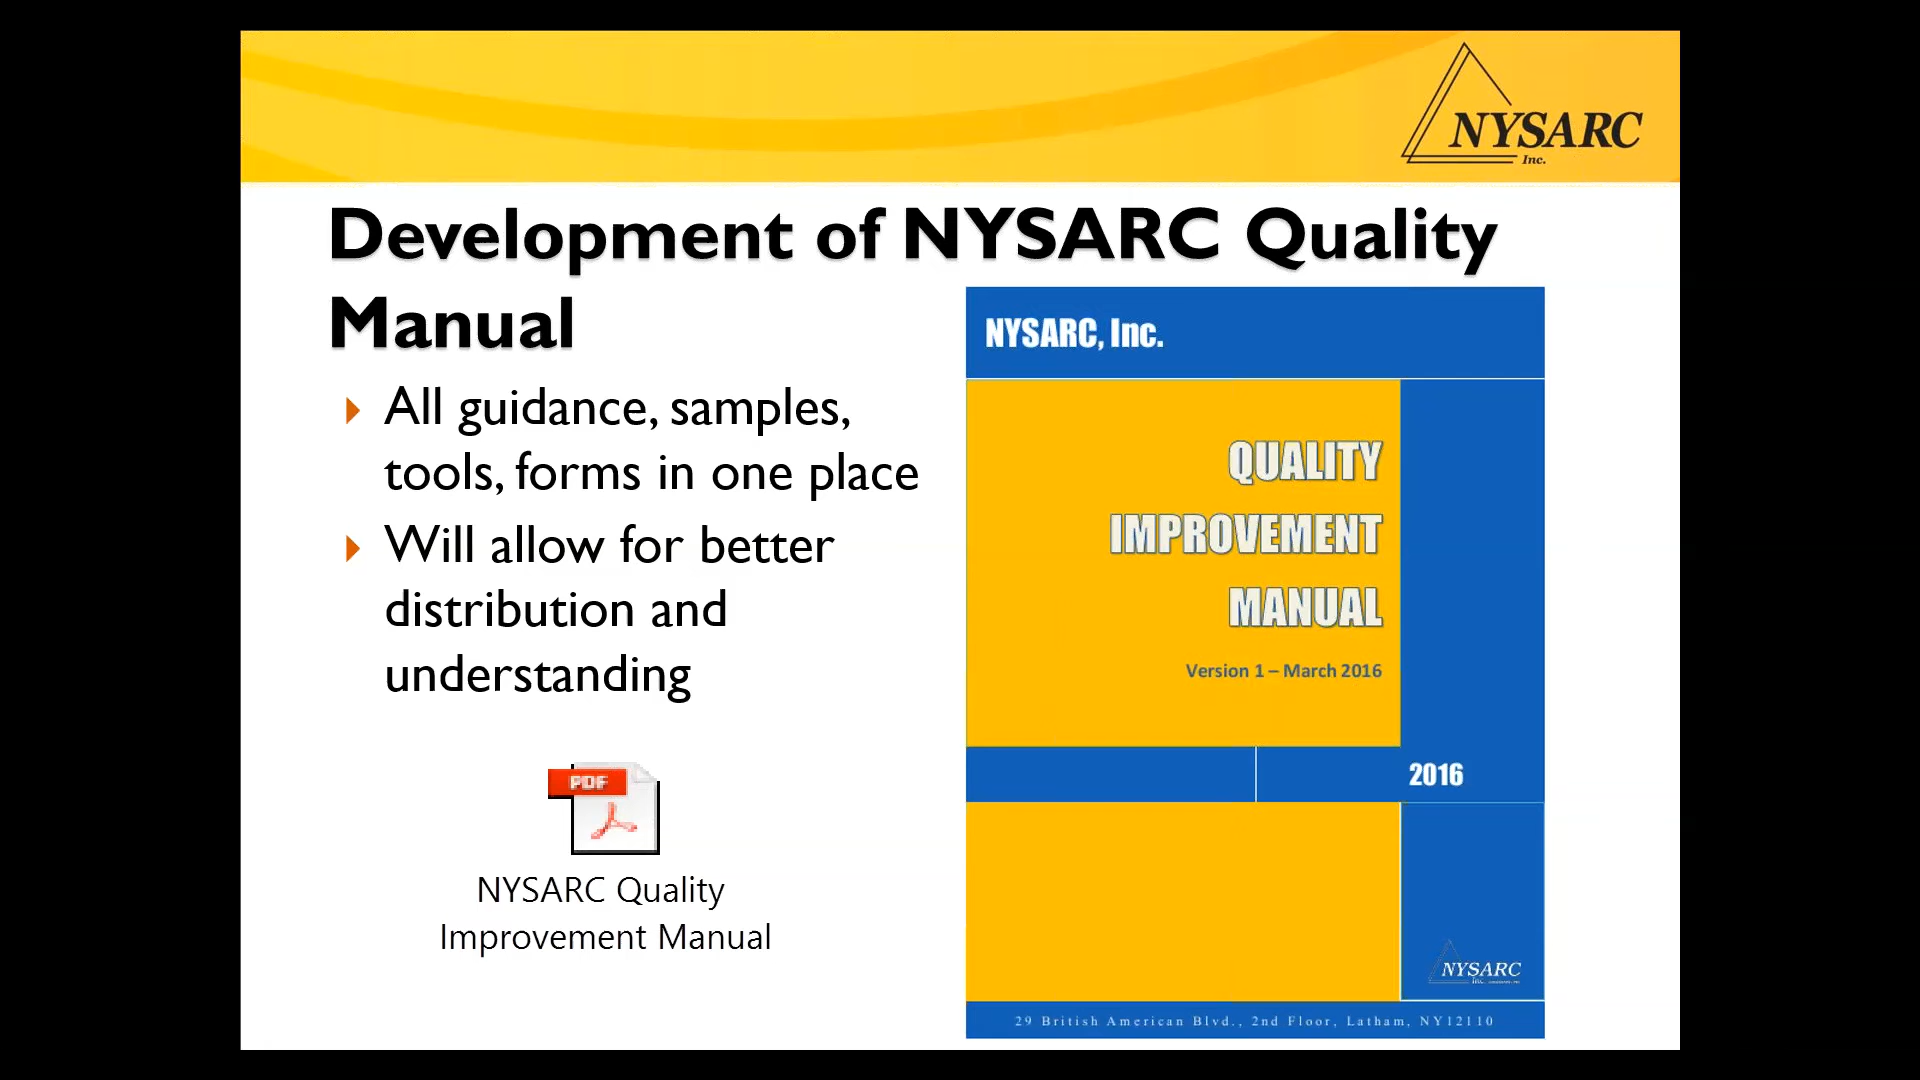 NYSARC
Inc.
Development of NYSARC Quality
Manual
All guidance, samples,
tools, forms in one place
Will allow for better
distribution and
understanding
PDF
NYSARC Quality
Improvement Manual
NYSARC, Inc.
QUALITY
IMPROVEMENT
MANUAL
Version 1 – March 2016
2016
NYSARC
Inc.
29 British American Blvd., 2nd Floor, Latham, NY12110